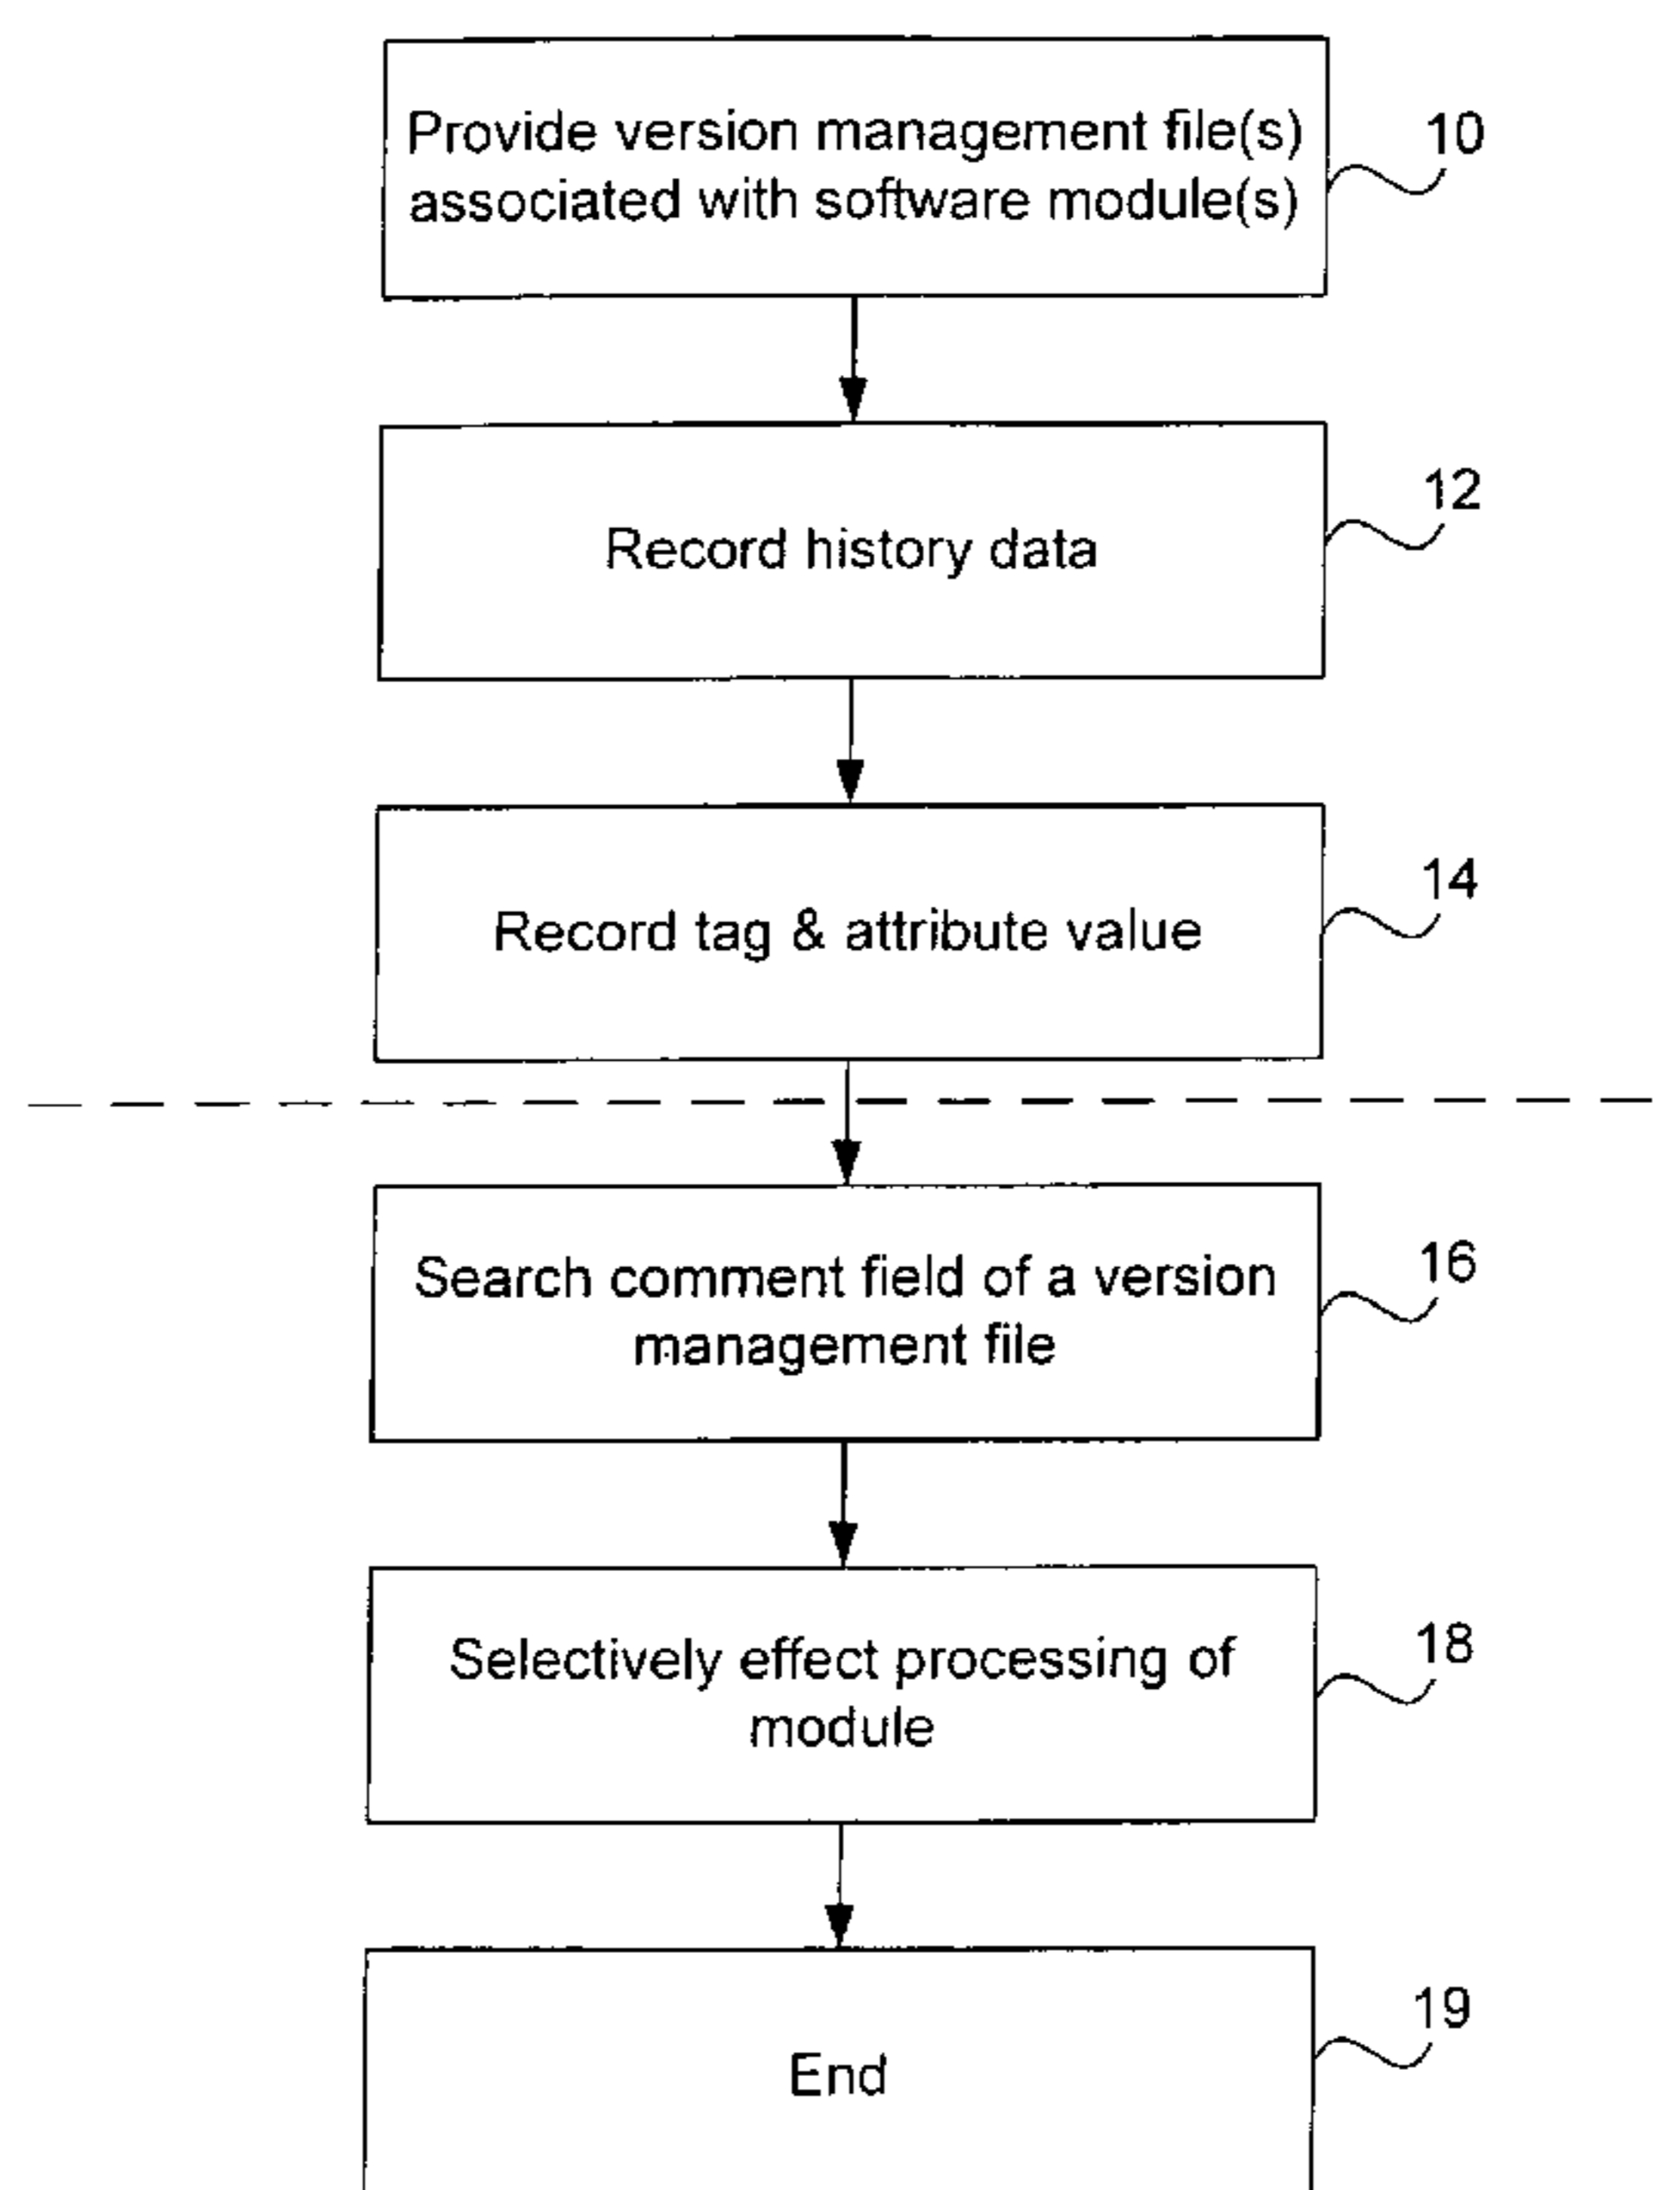 Provide version management file(s)
associated with software module(s)
10
Record history data
12
Record tag & attribute value
14
Search comment field of a version
management file
16
Selectively effect processing of
module
18
End
19